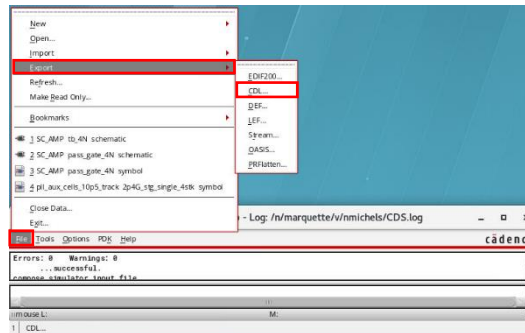 New
Open...
Import
Export
Refresh...
Make Read Only...
Bookmarks
1 SC_AMP tb_4N schematic
2 SC_AMP pass_gate_4N schematic
3 SC_AMP pass_gate_4N symbol
4 pll_aux_cells_10p5_track 2p4G_stg_single_4stk symbol
Close Data...
Exit...
EDIF200...
CDL...
DEF...
LEF...
Stream...
OASIS...
PRFlatten...
- Log: /n/marquette/v/nmichels/CDS.log
File Tools Options PDK Help
cādenc
Errors: 0 Warnings: 0
...successful.
compose simulator input file
mouse L: M:
1 CDL...